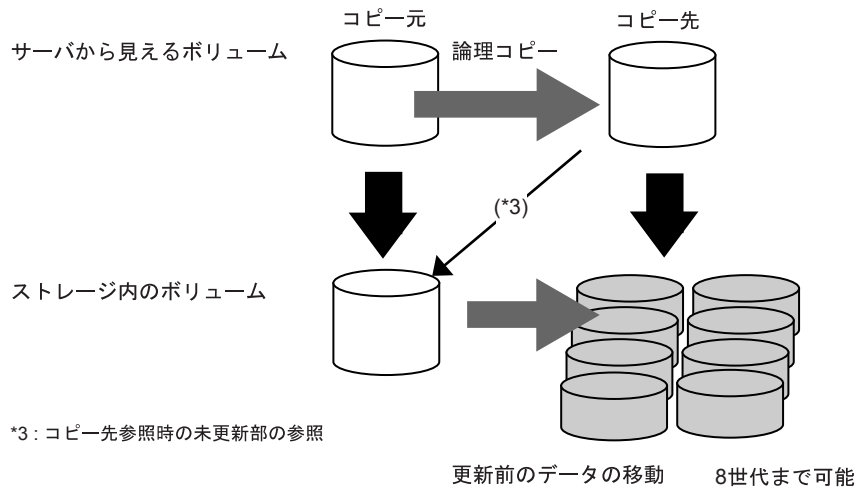 コピー元
コピー先
サーバから見えるボリューム
論理コピー
(*3)
ストレージ内のボリューム
*3 : コピー先参照時の未更新部の参照
更新前のデータの移動
8世代まで可能